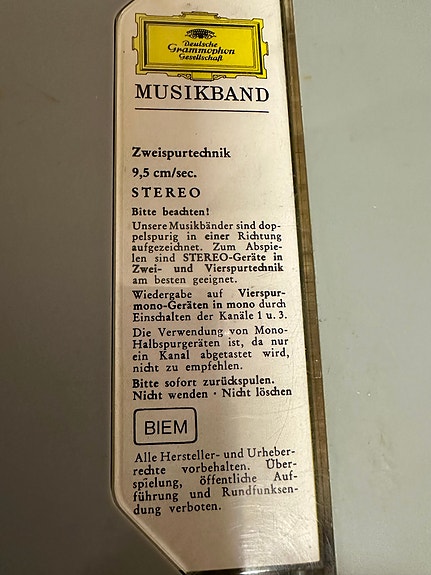 Deutsche
Grammophon
Gesellschaft
MUSIKBAND
Zweispurtechnik
9,5 cm/sec.
STEREO
Bitte beachten!
Unsere Musikbänder sind dop-
pelspurig in einer Richtung
aufgezeichnet. Zum Abspie-
len sind STEREO-Geräte in
Zwei- und Vierspurtechnik
am besten geeignet.
Wiedergabe auf Vierspur-
mono-Geräten in mono durch
Einschalten der Kanäle 1 u. 3.
Die Verwendung von Mono-
Halbspurgeräten ist, da nur
ein Kanal abgetastet wird,
nicht zu empfehlen.
Bitte sofort zurückspulen.
Nicht wenden · Nicht löschen
BIEM
Alle Hersteller- und Urheber-
rechte vorbehalten. Über-
spielung, öffentliche Auf-
führung und Rundfunksen-
dung verboten.